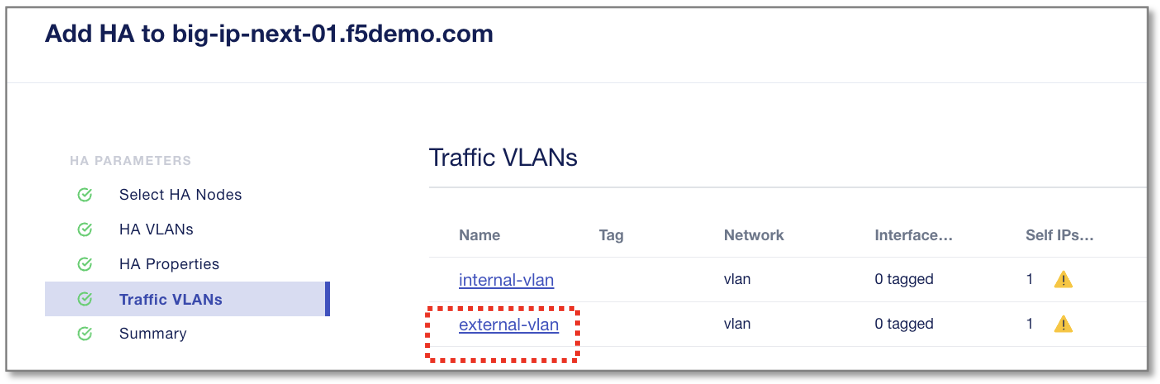 Add HA to big-ip-next-01.f5demo.com
HA PARAMETERS
Select HA Nodes
HA VLANs
HA Properties
Traffic VLANs
Summary
Traffic VLANs
Name Tag Network Interface... Self IPs...
internal-vlan vlan 0 tagged 1
external-vlan vlan 0 tagged 1